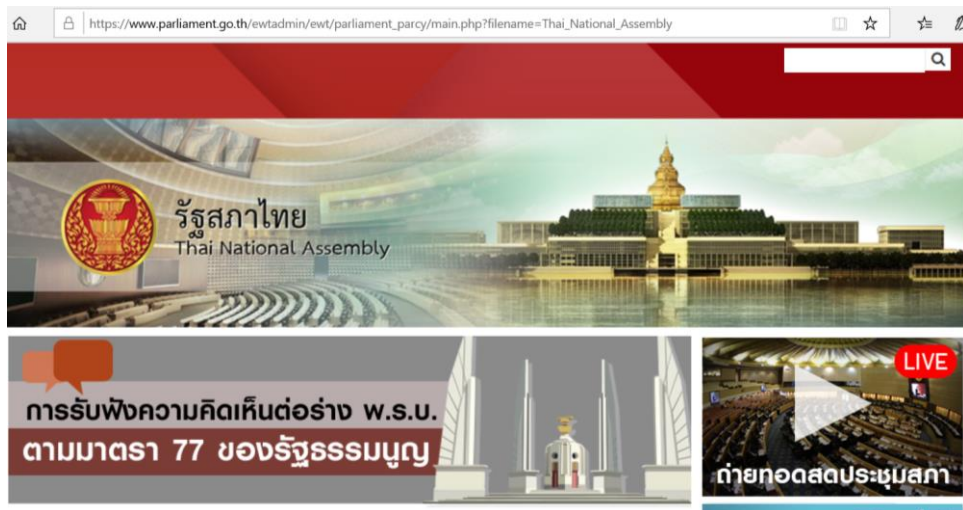 https://www.parliament.go.th/ewtadmin/ewt/parliament_parcy/main.php?filename=Thai_National_Assembly
รัฐสภาไทย
Thai National Assembly
การรับฟังความคิดเห็นต่อร่าง พ.ร.บ.
ตามมาตรา 77 ของรัฐธรรมนูญ
LIVE
ถ่ายทอดสดประชุมสภา